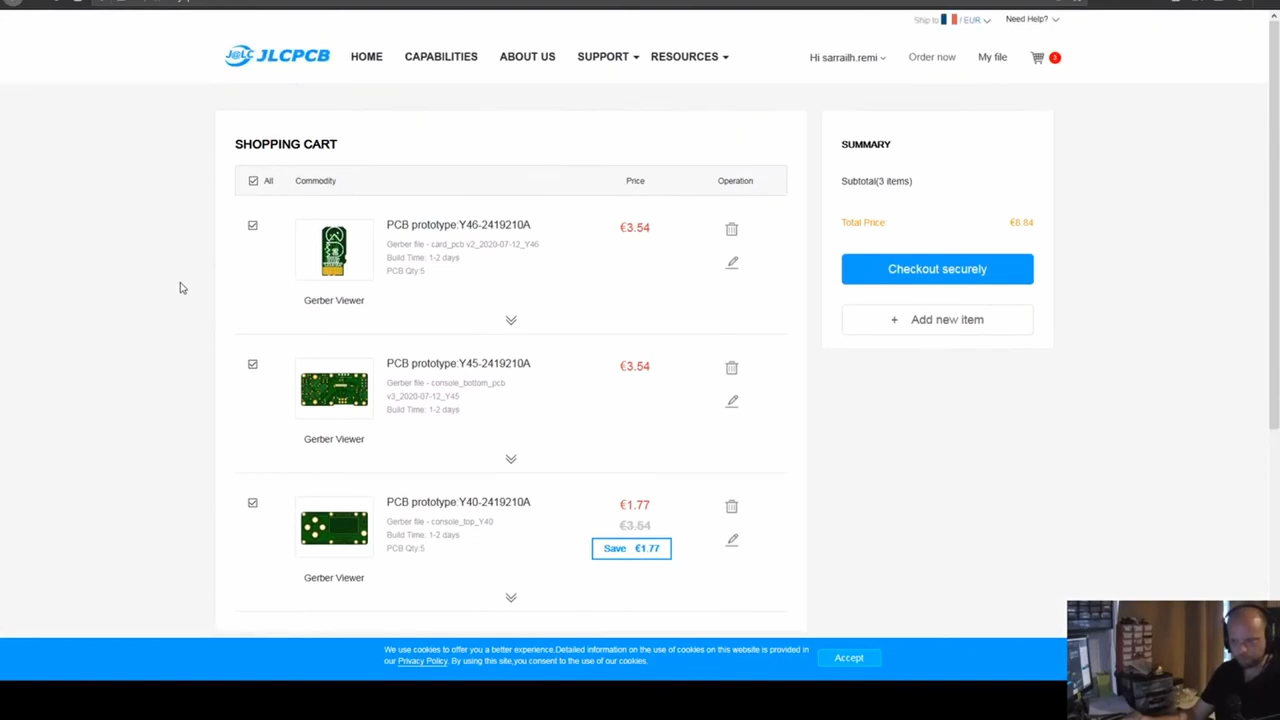 Ship to / EUR
Need Help?
J@LC JLCPCB
HOME
CAPABILITIES
ABOUT US
SUPPORT
RESOURCES
Hi sarrailh.remi
Order now
My file
3
SHOPPING CART
All
Commodity
Price
Operation
PCB prototype:Y46-2419210A
Gerber file - card_pcb v2_2020-07-12_Y46
Build Time: 1-2 days
PCB Qty:5
€3.54
Gerber Viewer
PCB prototype:Y45-2419210A
Gerber file - console_bottom_pcb
v3_2020-07-12_Y45
Build Time: 1-2 days
€3.54
Gerber Viewer
PCB prototype:Y40-2419210A
Gerber file - console_top_Y40
Build Time: 1-2 days
PCB Qty:5
€1.77
€3.54
Save €1.77
Gerber Viewer
SUMMARY
Subtotal(3 items)
Total Price: €8.84
Checkout securely
+ Add new item
We use cookies to offer you a better experience.Detailed information on the use of cookies on this website is provided in
our Privacy Policy. By using this site,you consent to the use of our cookies.
Accept